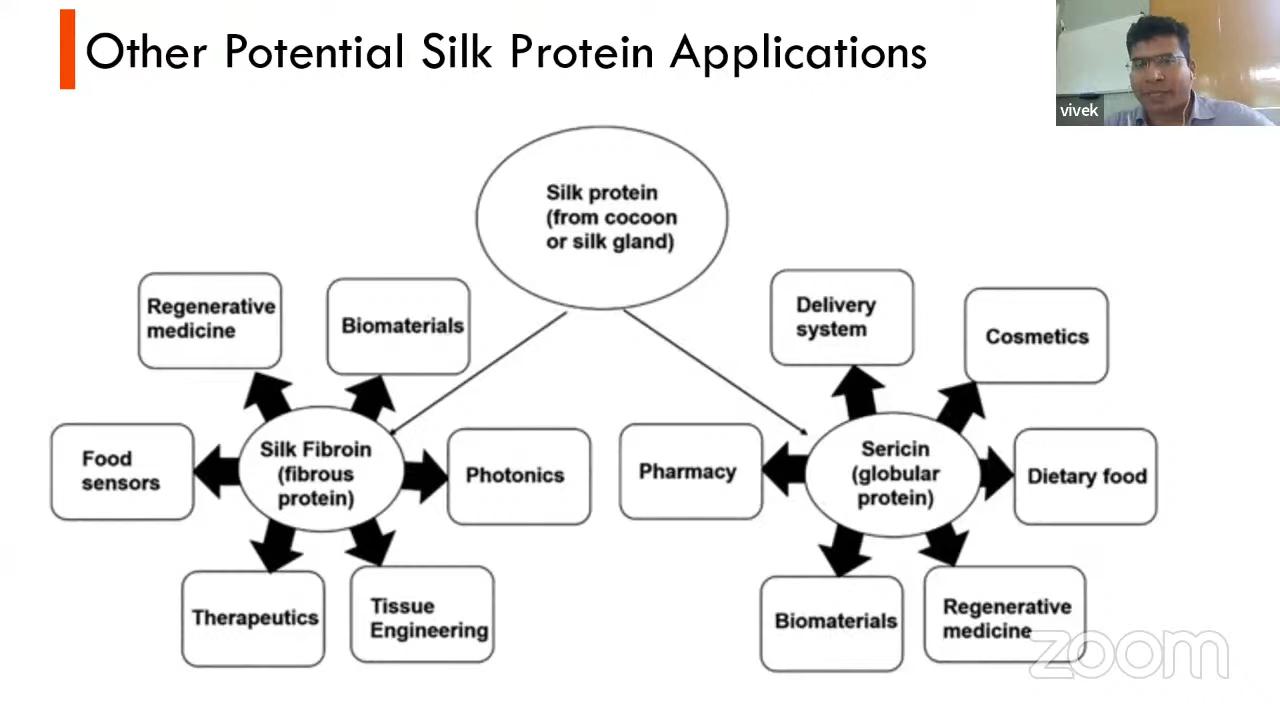 Other Potential Silk Protein Applications
vivek
Silk protein
(from cocoon
or silk gland)
Regenerative
medicine
Biomaterials
Delivery
system
Cosmetics
Food
sensors
Silk Fibroin
(fibrous
protein)
Photonics
Pharmacy
Sericin
(globular
protein)
Dietary food
Therapeutics
Tissue
Engineering
Biomaterials
Regenerative
medicine
zoom